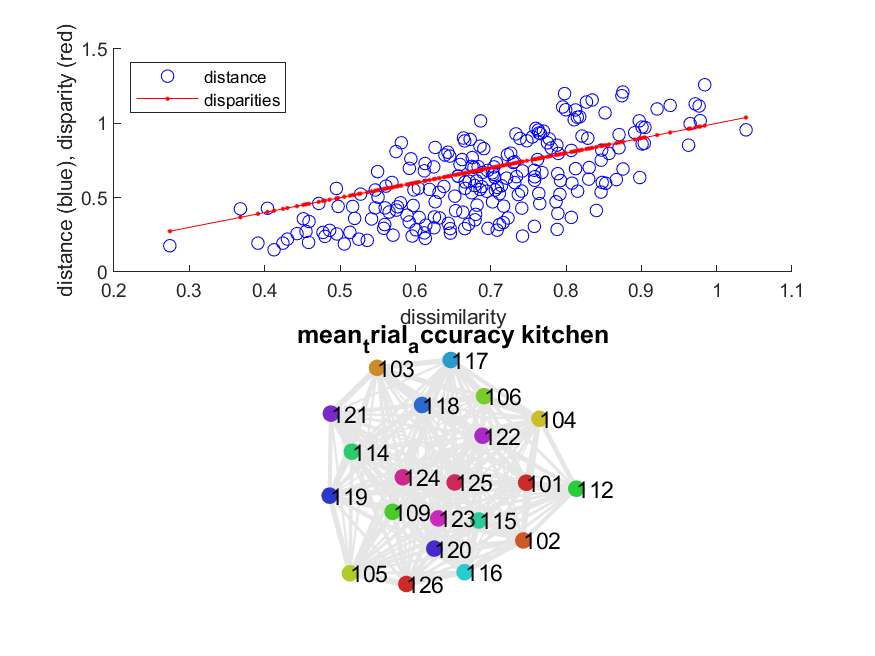 distance (blue), disparity (red)
1.5
1
0.5
0
distance
disparities
0.2 0.3 0.4 0.5 0.6 0.7 0.8 0.9 1 1.1
dissimilarity
mean_trial_accuracy kitchen
103 117
106
118
121 104
122
114
124 125 101 112
119
109 123 115
102
120
105 126 116